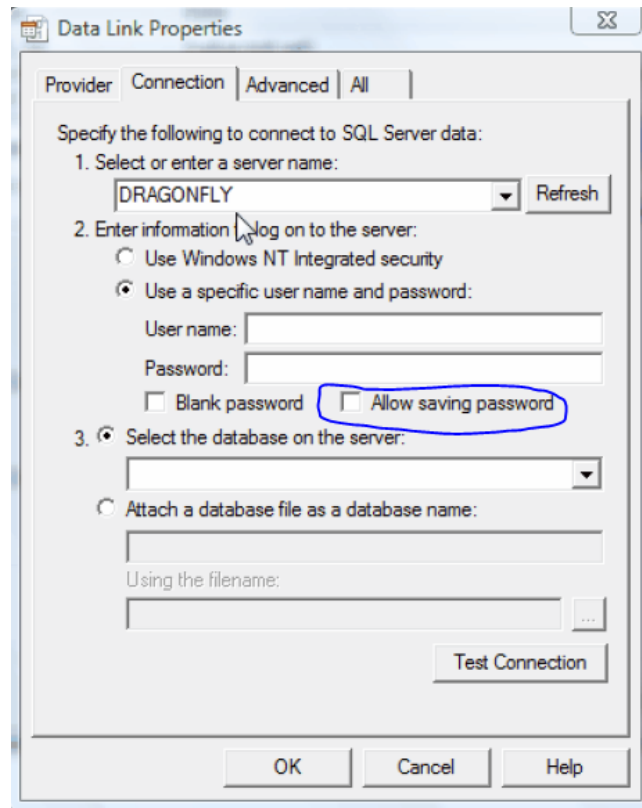 Data Link Properties
Provider Connection Advanced All
Specify the following to connect to SQL Server data:
1. Select or enter a server name:
DRAGONFLY Refresh
2. Enter information log on to the server:
Use Windows NT Integrated security
Use a specific user name and password:
User name:
Password:
Blank password Allow saving password
3. Select the database on the server:
Attach a database file as a database name:
Using the filename:
...
Test Connection
OK Cancel Help